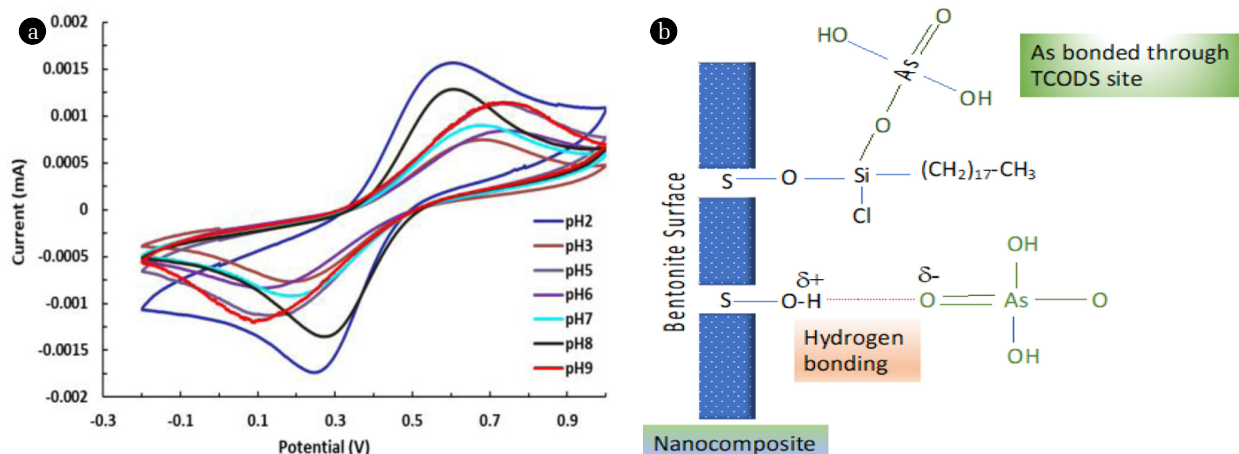 a
0.002
0.0015
0.001
0.0005
0
-0.0005
-0.001
-0.0015
-0.002
Current (mA)
-0.3
-0.1
0.1
0.3
0.5
0.7
0.9
Potential (V)
pH2
pH3
pH5
pH6
pH7
pH8
pH9
b
As bonded through
TCODS site
O
HO
As
OH
O
S
O
Si
(CH2)17-CH3
Cl
Bentonite Surface
OH
δ+
δ-
S
O-H
O
As
O
Hydrogen
bonding
OH
Nanocomposite